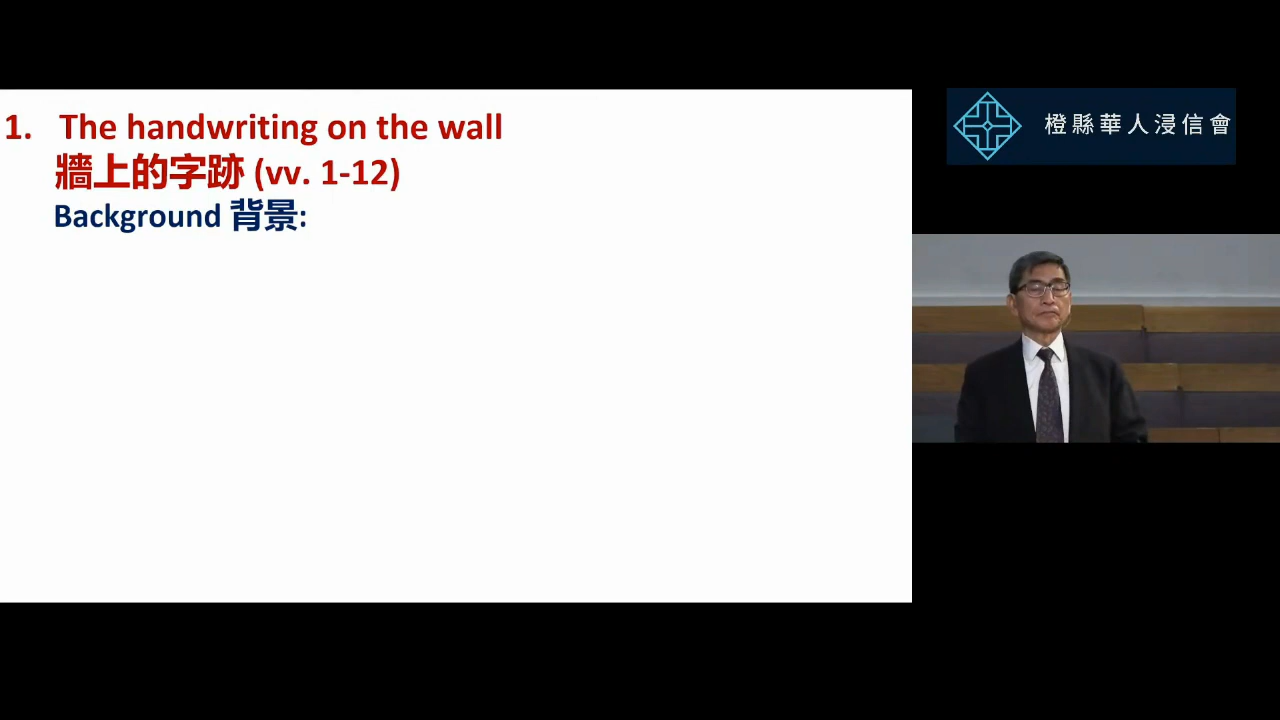 1. The handwriting on the wall
牆上的字跡 (vv. 1-12)
Background 背景:
橙縣華人浸信會